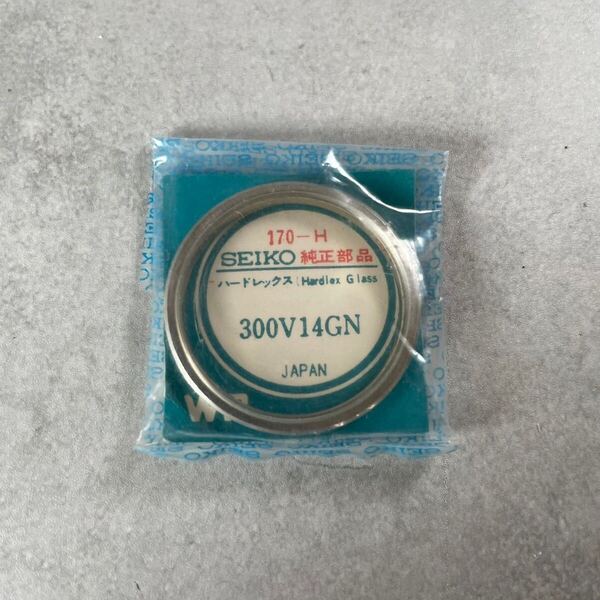 170-H
SEIKO 純正部品
ハードレックス (Hardlex Glass
300V14GN
JAPAN